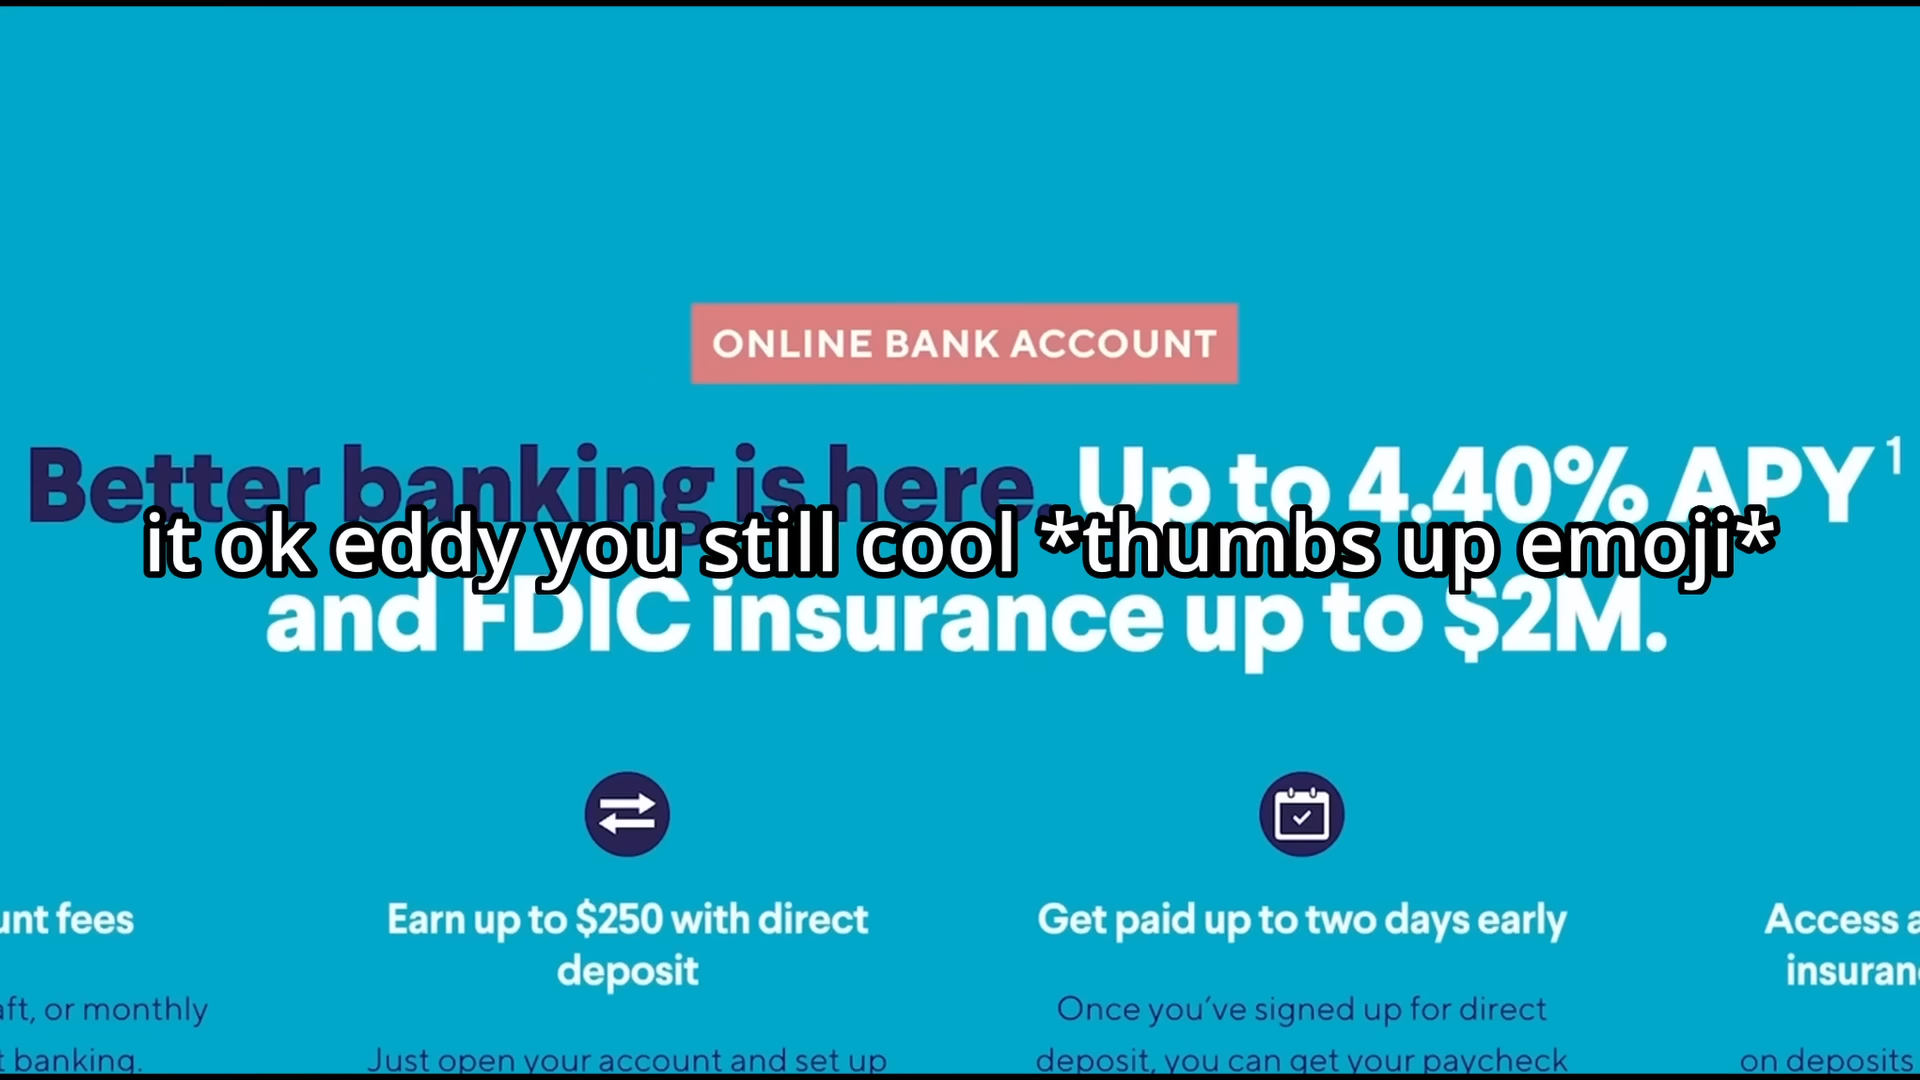 ONLINE BANK ACCOUNT
Better banking is here. Up to 4.40% APY¹
it ok eddy you still cool *thumbs up emoji*
and FDIC insurance up to $2M.
unt fees
Earn up to $250 with direct
deposit
Get paid up to two days early
Access a
insuran
aft, or monthly
t banking.
Just open your account and set up
Once you’ve signed up for direct
deposit, you can get your paycheck
on deposits